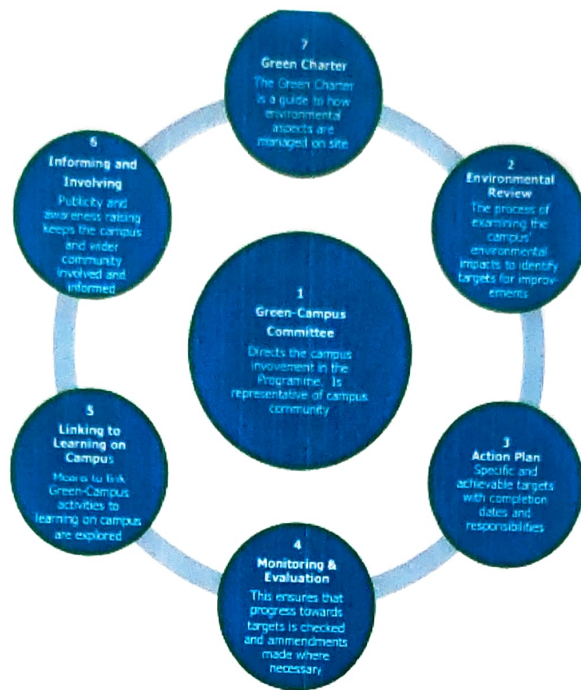 1
Green-Campus
Committee
Directs the campus
invovement in the
Programme. Is
representative of campus
community
2
Environmental
Review
The process of
examining the
campus'
environmental
impacts to identify
targets for improv-
ements
3
Action Plan
Specific and
achievable targets
with completion
dates and
responsibilities
4
Monitoring &
Evaluation
This ensures that
progress towards
targets is checked
and ammendments
made where
necessary
5
Linking to
Learning on
Campus
Means to link
Green-Campus
activities to
learning on campus
are explored
6
Informing and
Involving
Publicity and
awareness raising
keeps the campus
and wider
community
involved and
informed
7
Green Charter
The Green Charter
is a guide to how
environmental
aspects are
managed on site